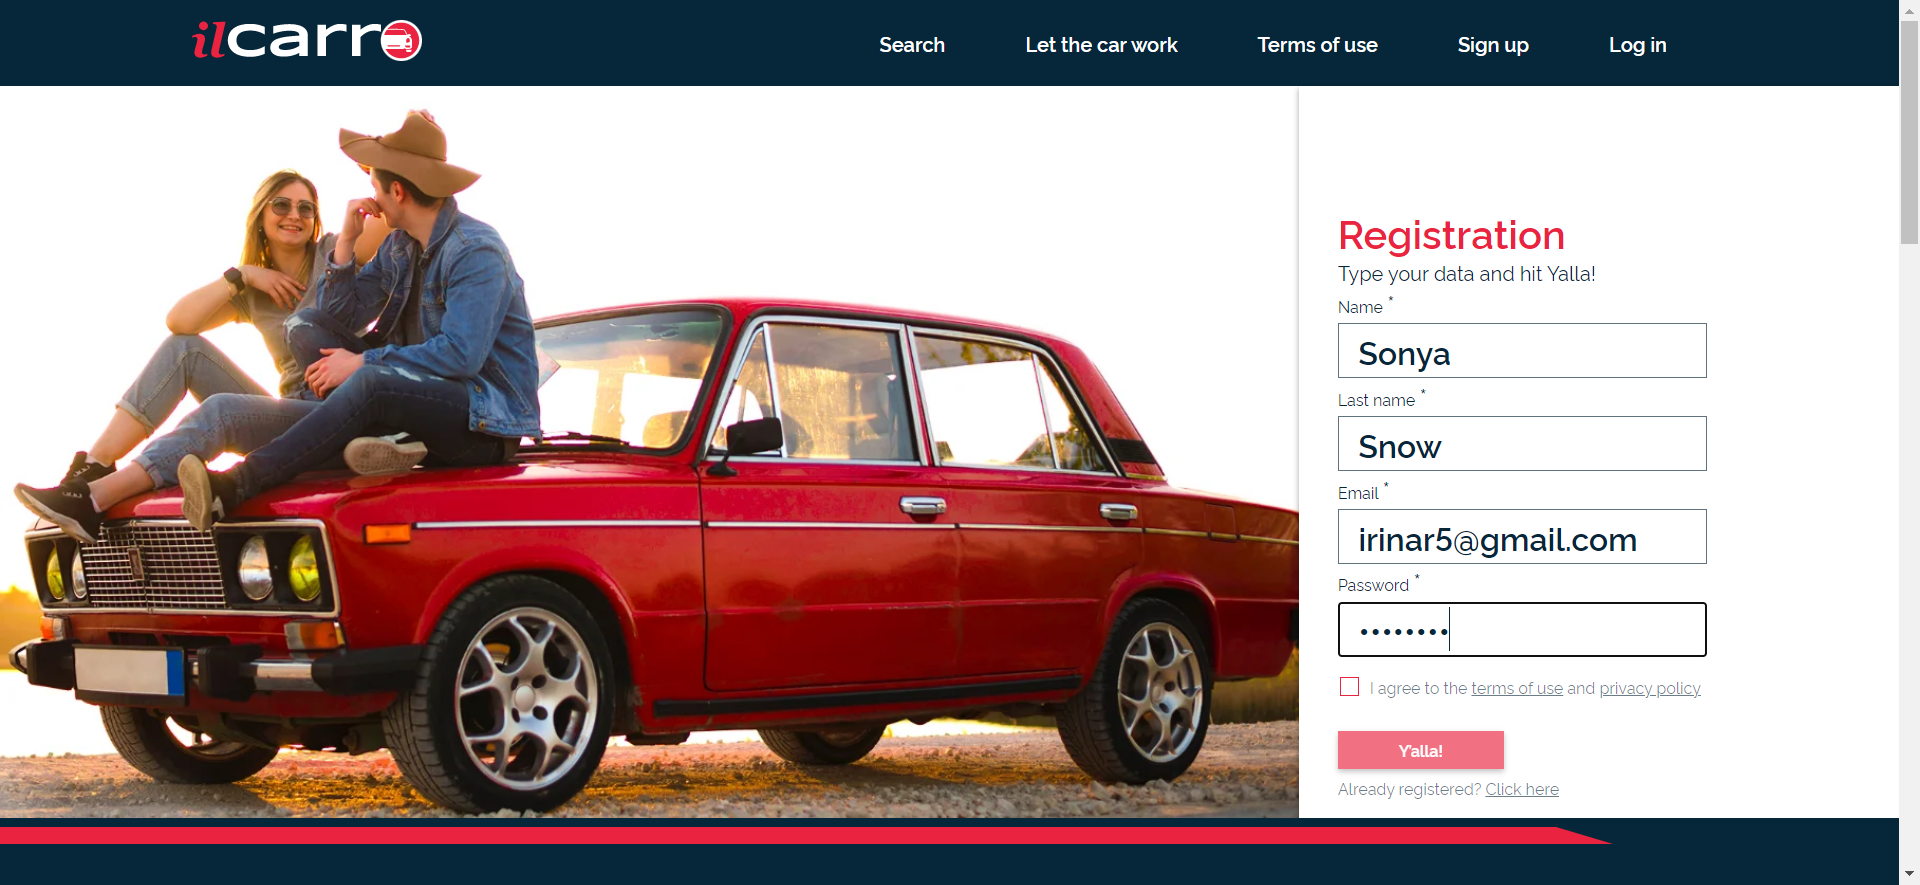 ilcarro
Search Let the car work Terms of use Sign up Log in
Registration
Type your data and hit Yalla!
Name *
Sonya
Last name *
Snow
Email *
irinar5@gmail.com
Password *
••••••••
I agree to the terms of use and privacy policy
Y'alla!
Already registered? Click here